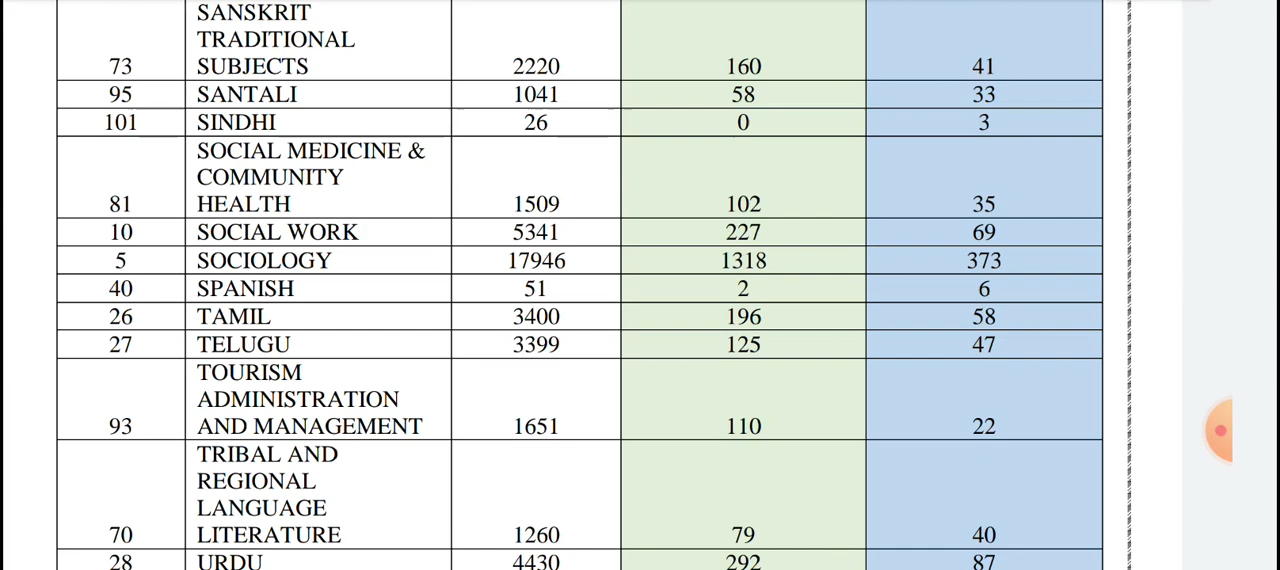 SANSKRIT
TRADITIONAL
73 SUBJECTS 2220 160 41
95 SANTALI 1041 58 33
101 SINDHI 26 0 3
SOCIAL MEDICINE &
COMMUNITY
81 HEALTH 1509 102 35
10 SOCIAL WORK 5341 227 69
5 SOCIOLOGY 17946 1318 373
40 SPANISH 51 2 6
26 TAMIL 3400 196 58
27 TELUGU 3399 125 47
TOURISM
ADMINISTRATION
93 AND MANAGEMENT 1651 110 22
TRIBAL AND
REGIONAL
LANGUAGE
70 LITERATURE 1260 79 40
28 URDU 4430 292 87